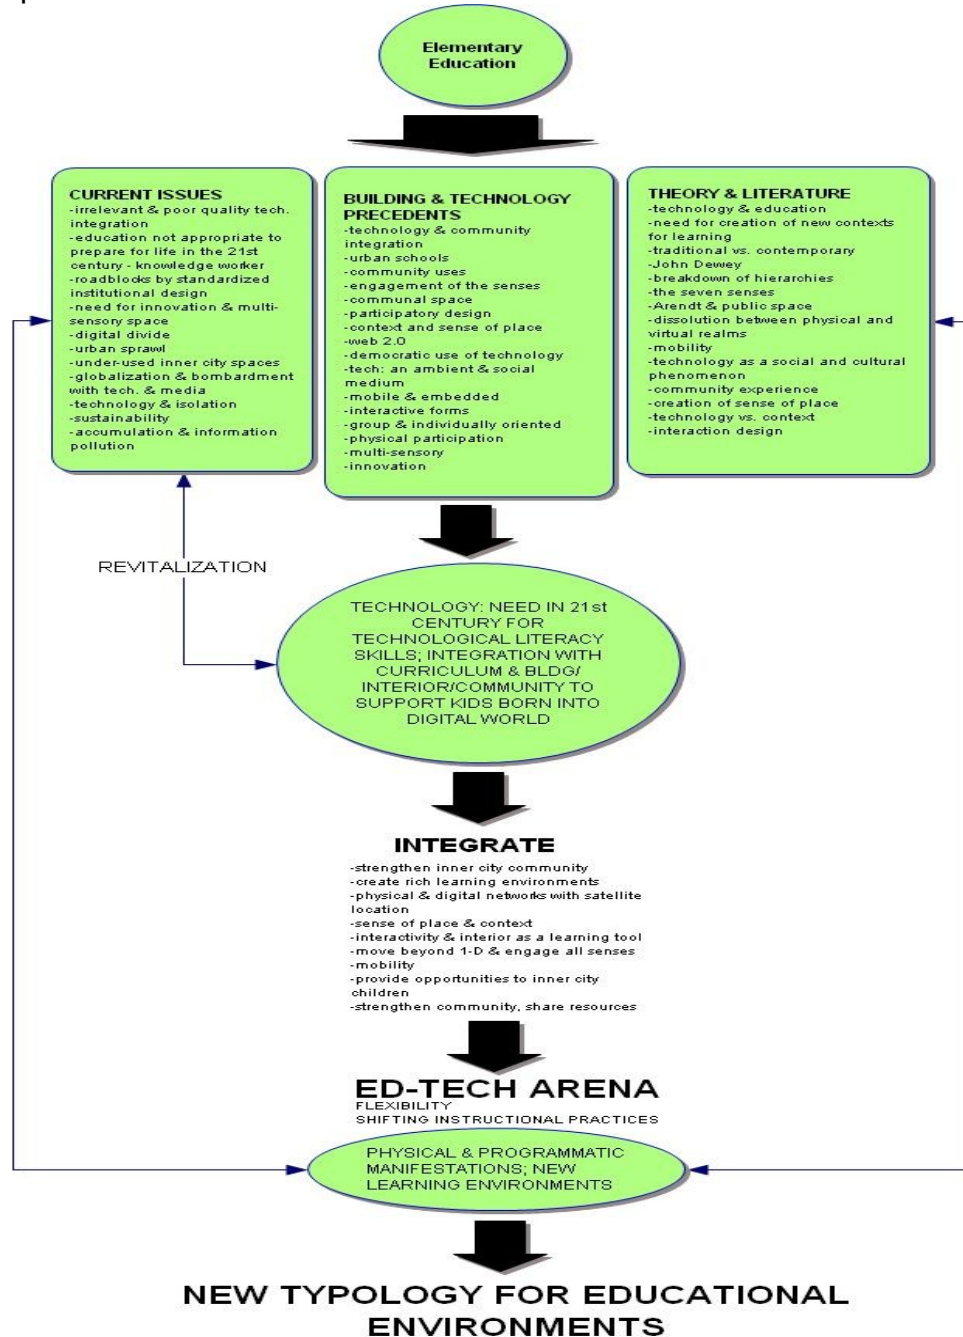 Elementary
Education
CURRENT ISSUES
-irrelevant & poor quality tech.
integration
-education not appropriate to
prepare for life in the 21st
century - knowledge worker
-roadblocks by standardized
institutional design
-need for innovation & multi-
sensory space
-digital divide
-urban sprawl
-under-used inner city spaces
-globalization & bombardment
with tech. & media
-technology & isolation
-sustainability
-accumulation & information
pollution
BUILDING & TECHNOLOGY
PRECEDENTS
-technology & community
integration
-urban schools
-community uses
-engagement of the senses
-communal space
-participatory design
-context and sense of place
-web 2.0
-democratic use of technology
-tech: an ambient & social
medium
-mobile & embedded
-interactive forms
-group & individually oriented
-physical participation
-multi-sensory
-innovation
THEORY & LITERATURE
-technology & education
-need for creation of new contexts
for learning
-traditional vs. contemporary
-John Dewey
-breakdown of hierarchies
-the seven senses
-Arendt & public space
-dissolution between physical and
virtual realms
-mobility
-technology as a social and cultural
phenomenon
-community experience
-creation of sense of place
-technology vs. context
-interaction design
REVITALIZATION
TECHNOLOGY: NEED IN 21st
CENTURY FOR
TECHNOLOGICAL LITERACY
SKILLS; INTEGRATION WITH
CURRICULUM & BLDG/
INTERIOR/COMMUNITY TO
SUPPORT KIDS BORN INTO
DIGITAL WORLD
INTEGRATE
-strengthen inner city community
-create rich learning environments
-physical & digital networks with satellite
location
-sense of place & context
-interactivity & interior as a learning tool
-move beyond 1-D & engage all senses
-mobility
-provide opportunities to inner city
children
-strengthen community, share resources
ED-TECH ARENA
FLEXIBILITY
SHIFTING INSTRUCTIONAL PRACTICES
PHYSICAL & PROGRAMMATIC
MANIFESTATIONS; NEW
LEARNING ENVIRONMENTS
NEW TYPOLOGY FOR EDUCATIONAL
ENVIRONMENTS